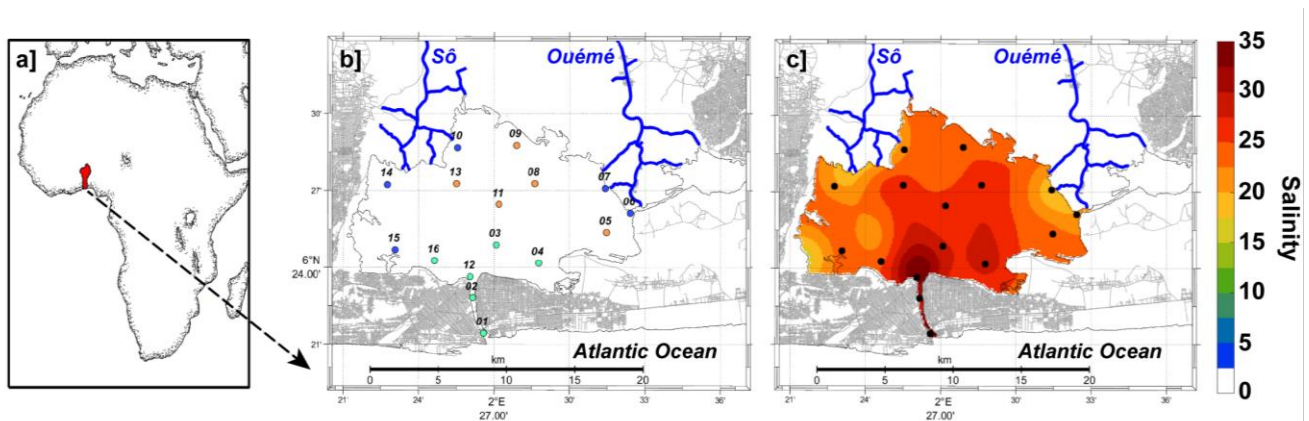 a]
b]
Sô
Ouémé
30'
10
09
14
13
08
07
27'
11
06
05
15
16
03
04
6°N
24.00'
12
02
01
21'
Atlantic Ocean
km
0 5 10 15 20
21' 24' 2°E 30' 33' 36'
27.00'
c]
Sô
Ouémé
Atlantic Ocean
km
0 5 10 15 20
21' 24' 2°E 30' 33' 36'
27.00'
35
30
25
20
15
10
5
0
Salinity